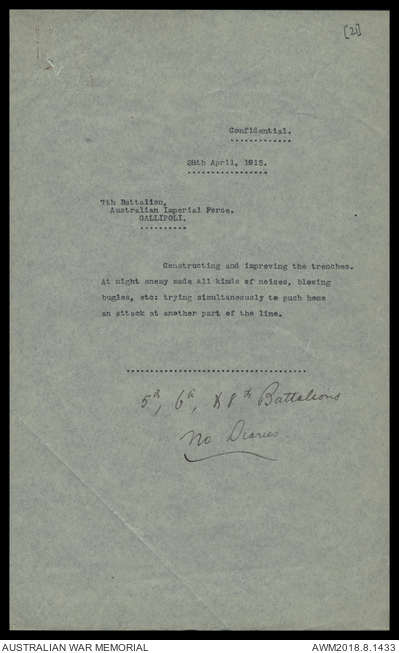 [21]
Confidential.
28th April, 1915.
7th Battalion,
Australian Imperial Force.
GALLIPOLI.
Constructing and improving the trenches.
At night enemy made all kinds of noises, blowing
bugles, etc: trying simultaneously to push home
an attack at another part of the line.
5th, 6th, & 8th Battalions
No Diaries.
AUSTRALIAN WAR MEMORIAL
AWM2018.8.1433